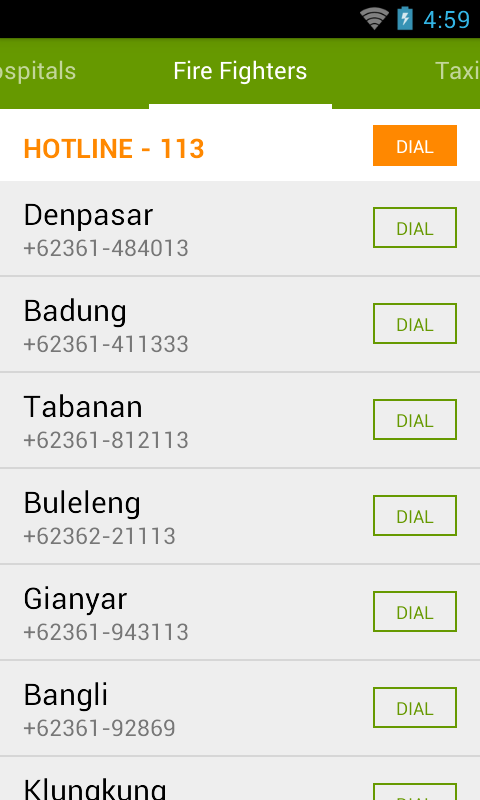 4:59
ospitals Fire Fighters Taxi
HOTLINE - 113 DIAL
Denpasar
+62361-484013
DIAL
Badung
+62361-411333
DIAL
Tabanan
+62361-812113
DIAL
Buleleng
+62362-21113
DIAL
Gianyar
+62361-943113
DIAL
Bangli
+62361-92869
DIAL
Klungkung
DIAL